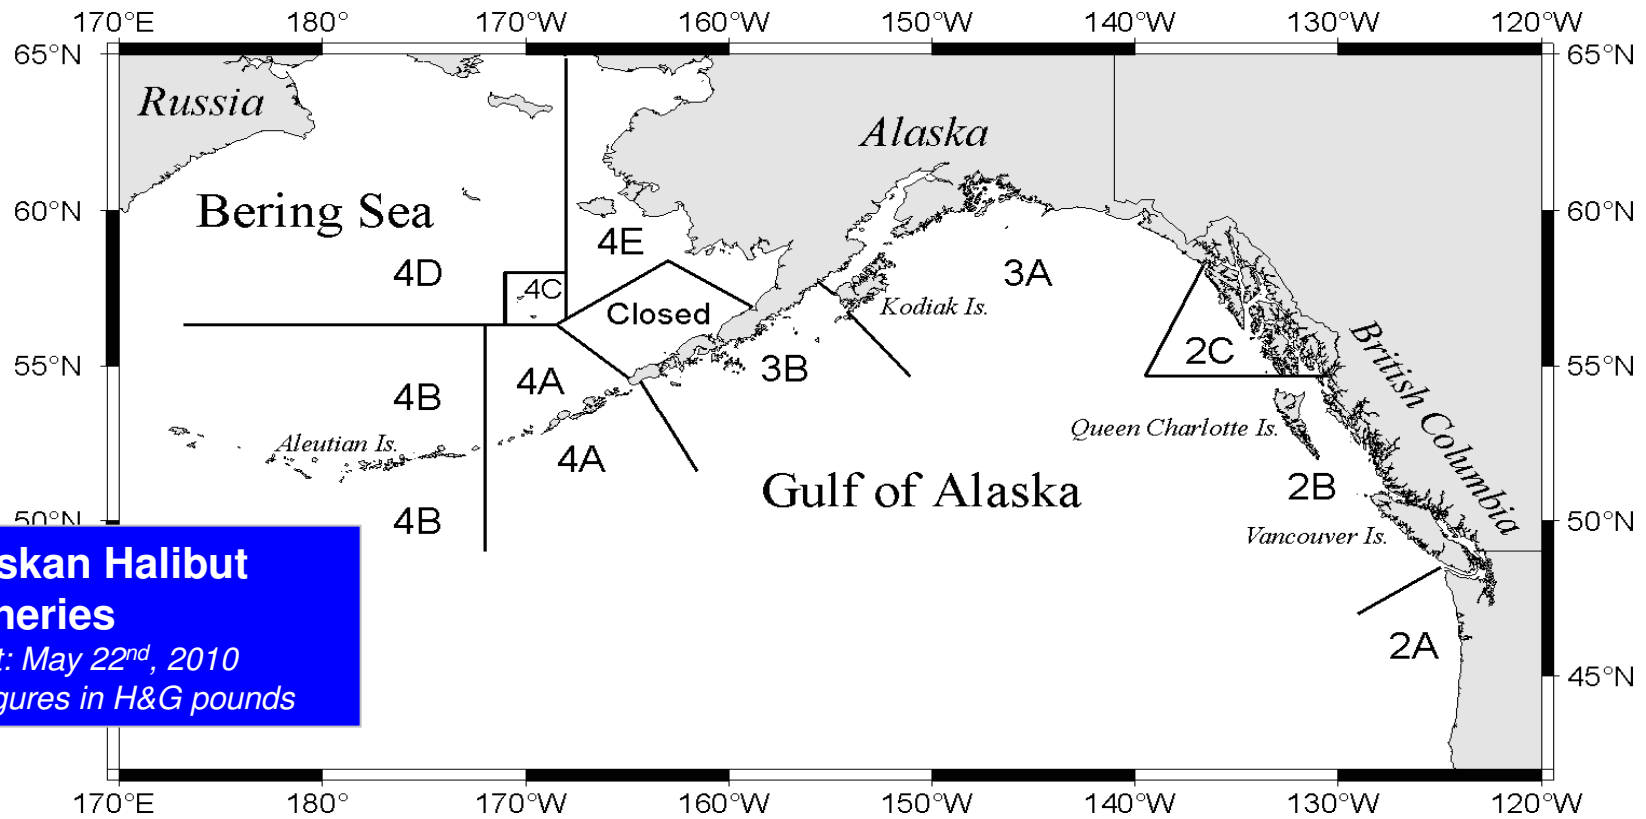 170°E 180° 170°W 160°W 150°W 140°W 130°W 120°W
65°N 65°N
Russia
Alaska
Bering Sea
60°N 60°N
4E
4D
4C
3A
Closed
Kodiak Is.
British Columbia
2C
55°N 55°N
3B
4A
4B
Queen Charlotte Is.
Aleutian Is.
4A
Gulf of Alaska
2B
50°N 50°N
4B
Vancouver Is.
skan Halibut
neries
t: May 22nd, 2010
gures in H&G pounds
2A
45°N
170°E 180° 170°W 160°W 150°W 140°W 130°W 120°W